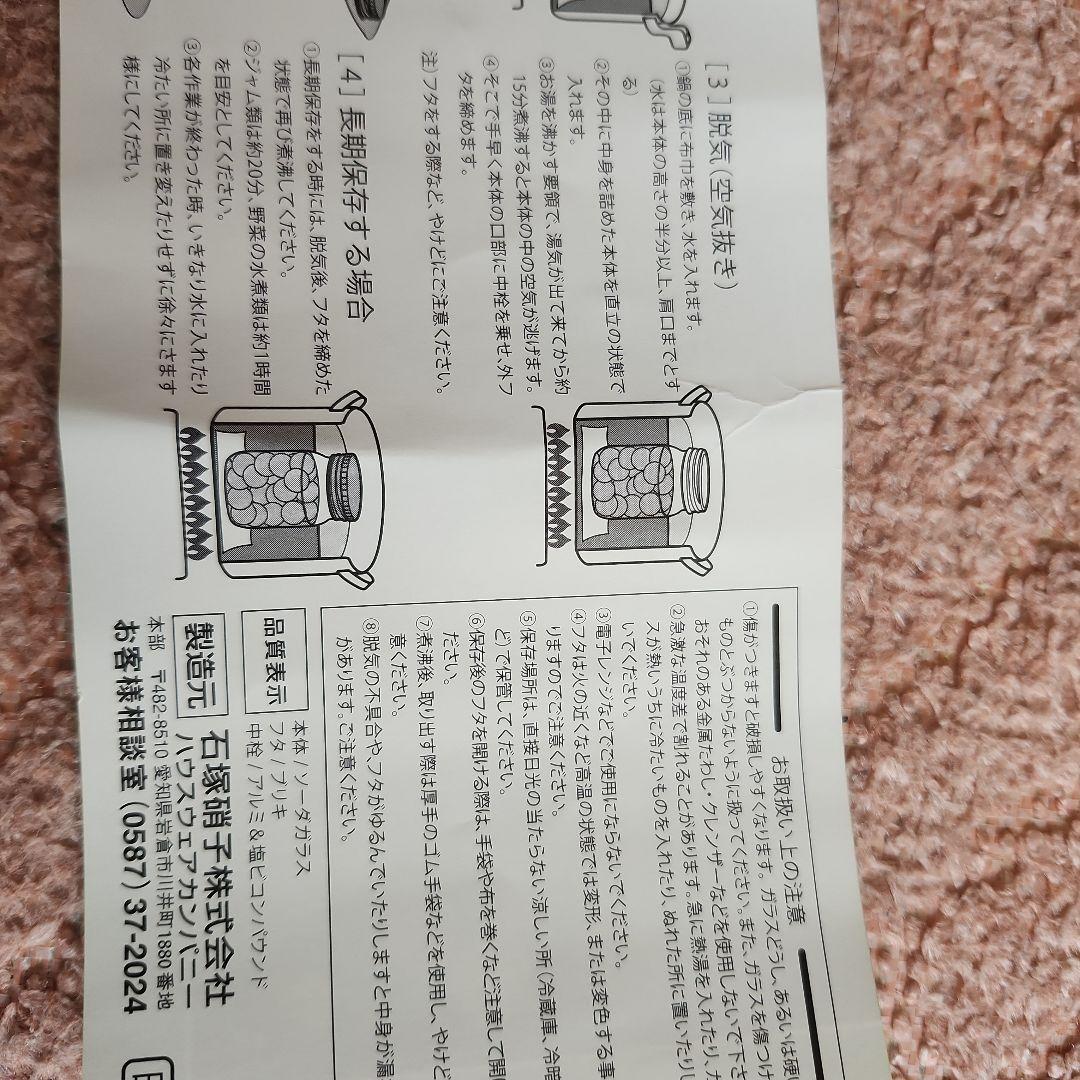 [3]脱気(空気抜き)
①鍋の底に布巾を敷き、水を入れます。
(水は本体の高さの半分以上、肩口までとす
る)
②その中に中身を詰めた本体を直立の状態で
入れます。
③お湯を沸かす要領で、湯気が出て来てから約
15分煮沸すると本体の中の空気が逃げます。
④そこで手早く本体の口部に中栓を乗せ、外フ
タを締めます。
注)フタをする際など、やけどにご注意ください。
[4]長期保存する場合
①長期保存をする時には、脱気後、フタを締めた
状態で再び煮沸してください。
②ジャム類は約20分、野菜の水煮類は約1時間
を目安としてください。
③各作業が終わった時、いきなり水に入れたり
冷たい所に置き変えたりせずに徐々にさます
様にしてください。
お取扱い上の注意
①傷がつきますと破損しやすくなります。ガラスどうし、あるいは硬い
ものとぶつからないように扱ってください。また、ガラスを傷つけ
おそれのある金属たわし・クレンザーなどを使用しないで下さ
②急激な温度差で割れることがあります。急に熱湯を入れたり、ガ
スが熱いうちに冷たいものを入れたり、ぬれた所に置いたりし
いでください。
③電子レンジなどでご使用にならないでください。
④フタは火の近くなど高温の状態では変形、または変色する事
りますのでご注意ください。
⑤保存場所は、直接日光の当たらない涼しい所(冷蔵庫、冷暗
ど)で保管してください。
⑥保存後のフタを開ける際は、手袋や布を巻くなど注意して開
ださい。
⑦煮沸後、取り出す際は厚手のゴム手袋などを使用し、やけど
意ください。
⑧脱気の不具合や、フタがゆるんでいたりしますと中身が漏
があります。ご注意ください。
品質表示
本体/ソーダガラス
フタ/ブリキ
中栓/アルミ&塩ビコンパウンド
製造元
石塚硝子株式会社
ハウスウェアカンパニー
本部 〒482-8510 愛知県岩倉市川井町1880番地
お客様相談室(0587)37-2024